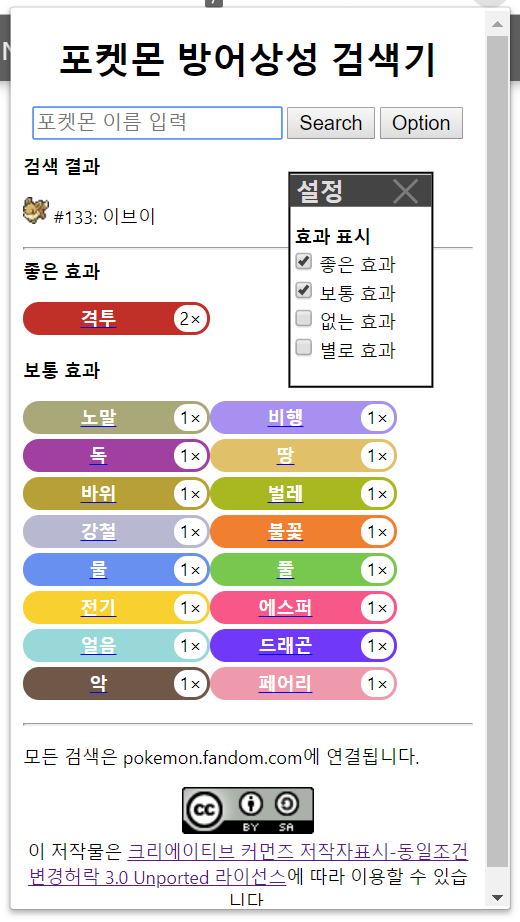 포켓몬 방어상성 검색기
포켓몬 이름 입력 Search Option
검색 결과
#133: 이브이
설정
효과 표시
좋은 효과
보통 효과
없는 효과
별로 효과
좋은 효과
격투 2×
보통 효과
노말 1× 비행 1×
독 1× 땅 1×
바위 1× 벌레 1×
강철 1× 불꽃 1×
물 1× 풀 1×
전기 1× 에스퍼 1×
얼음 1× 드래곤 1×
악 1× 페어리 1×
모든 검색은 pokemon.fandom.com에 연결됩니다.
cc BY SA
이 저작물은 크리에이티브 커먼즈 저작자표시-동일조건
변경허락 3.0 Unported 라이선스에 따라 이용할 수 있습
니다